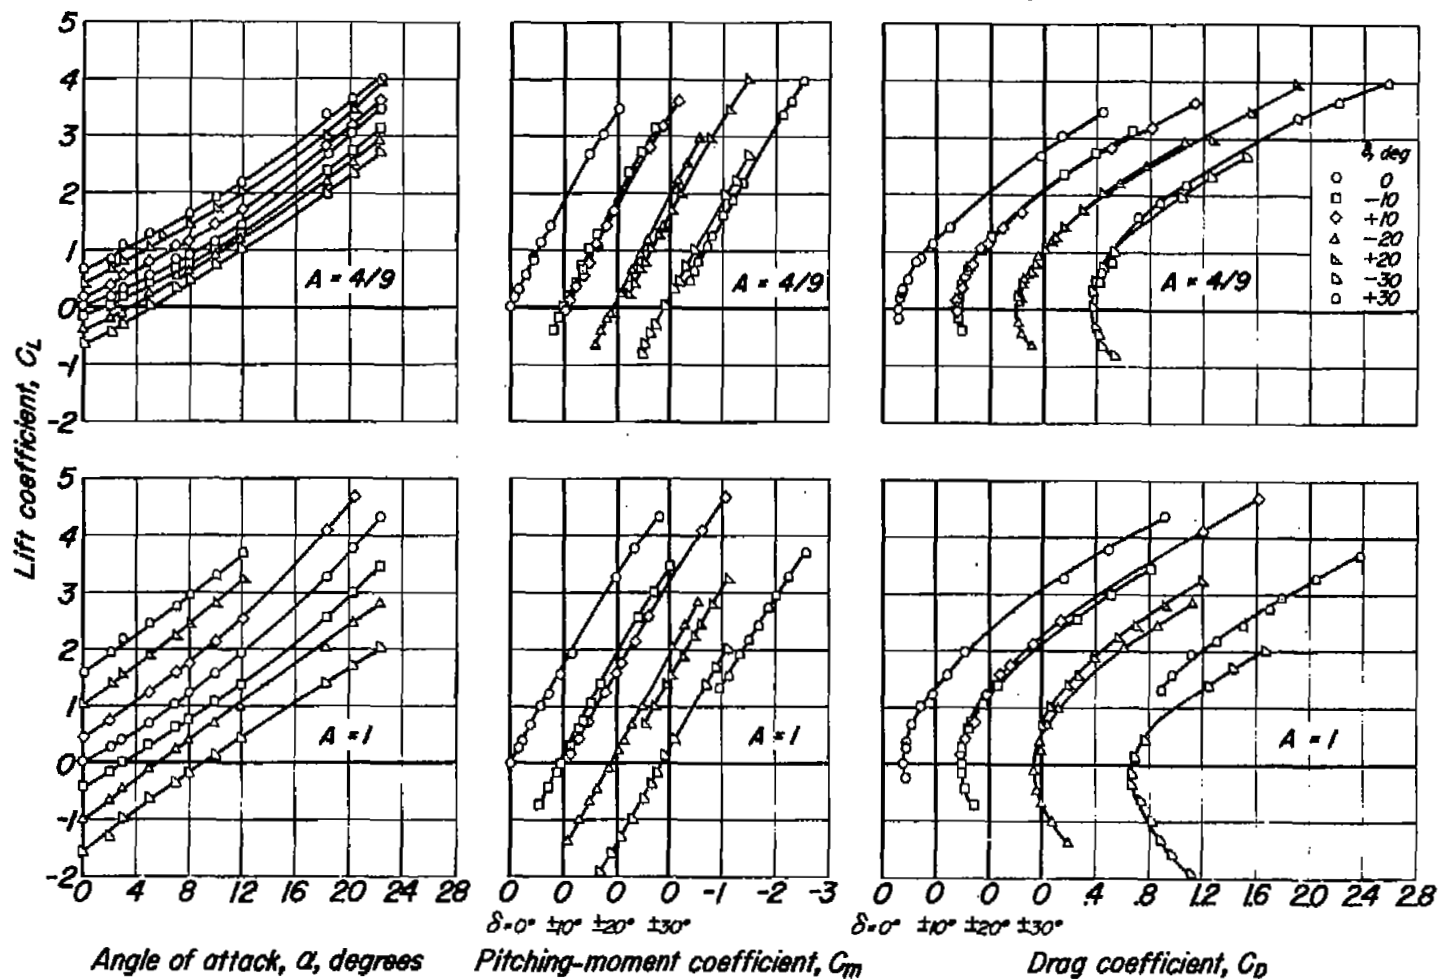 5
4
3
2
1
0
-1
-2
A = 4/9
A = 4/9
A = 4/9
δ, deg
0
-10
+10
-20
+20
-30
+30
Lift coefficient, C_L
5
4
3
2
1
0
-1
-2
A = 1
A = 1
A = 1
0 4 8 12 16 20 24 28
0 0 0 0 -.1 -.2 -.3
0 0 0 0 .4 .8 1.2 1.6 2.0 2.4 2.8
δ=0° ±10° ±20° ±30°
δ=0° ±10° ±20° ±30°
Angle of attack, α, degrees
Pitching-moment coefficient, C_m
Drag coefficient, C_D